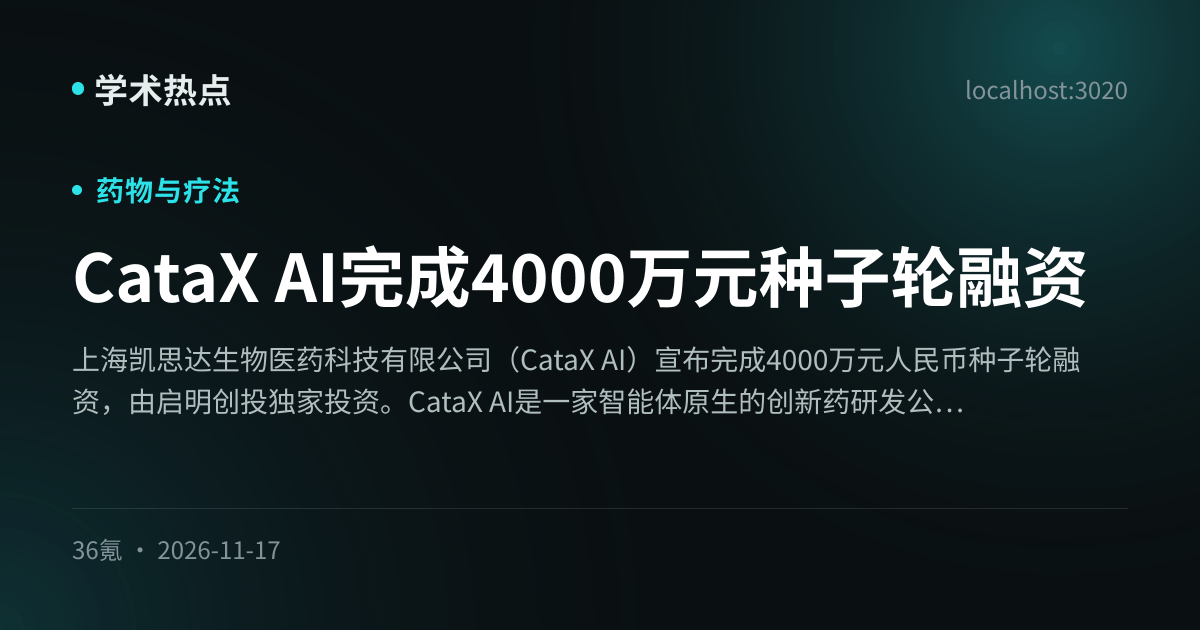 学术热点
localhost:3020
药物与疗法
CataX AI完成4000万元种子轮融资
上海凯思达生物医药科技有限公司（CataX AI）宣布完成4000万元人民币种子轮融
资，由启明创投独家投资。CataX AI是一家智能体原生的创新药研发公…
36氪 · 2026-11-17